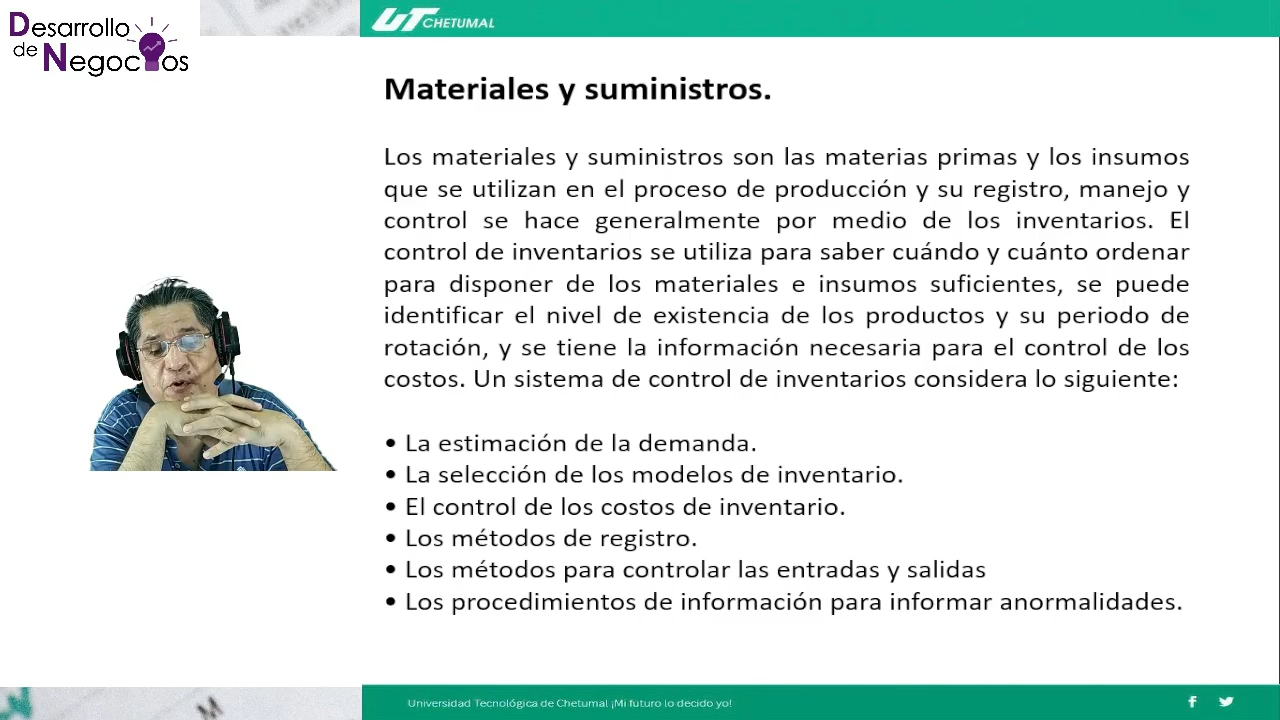 Desarrollo
de
Negocios
UT CHETUMAL
Materiales y suministros.
Los materiales y suministros son las materias primas y los insumos
que se utilizan en el proceso de producción y su registro, manejo y
control se hace generalmente por medio de los inventarios. El
control de inventarios se utiliza para saber cuándo y cuánto ordenar
para disponer de los materiales e insumos suficientes, se puede
identificar el nivel de existencia de los productos y su periodo de
rotación, y se tiene la información necesaria para el control de los
costos. Un sistema de control de inventarios considera lo siguiente:
• La estimación de la demanda.
• La selección de los modelos de inventario.
• El control de los costos de inventario.
• Los métodos de registro.
• Los métodos para controlar las entradas y salidas
• Los procedimientos de información para informar anormalidades.
Universidad Tecnológica de Chetumal ¡Mi futuro lo decido yo!